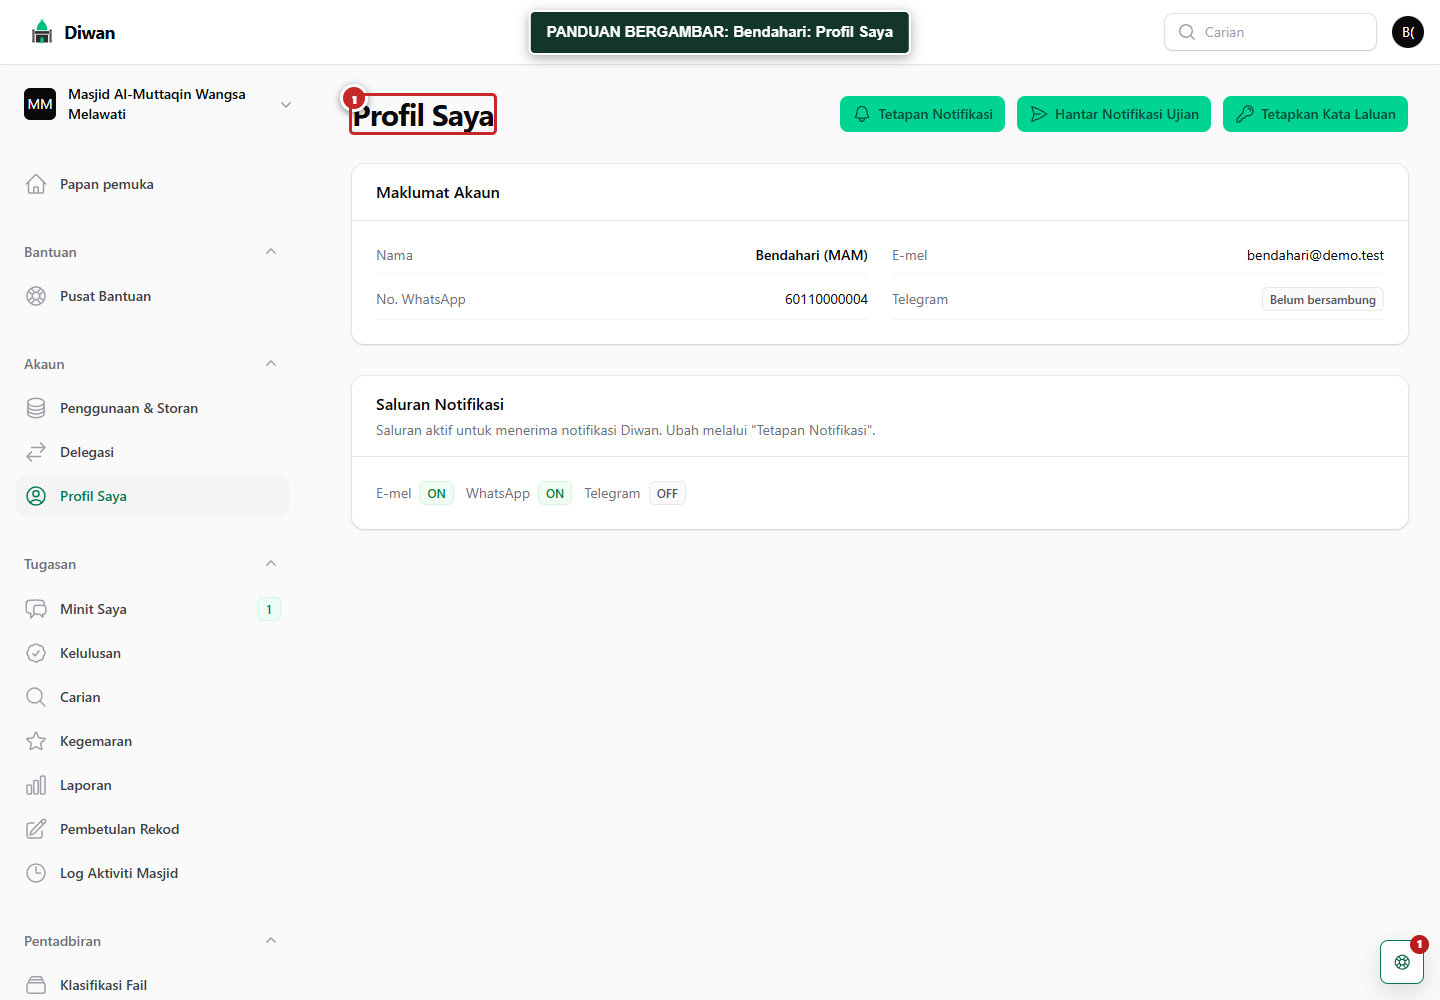 Diwan
PANDUAN BERGAMBAR: Bendahari: Profil Saya
Carian
B(
MM
Masjid Al-Muttaqin Wangsa
Melawati
1
Profil Saya
Tetapan Notifikasi
Hantar Notifikasi Ujian
Tetapkan Kata Laluan
Papan pemuka
Bantuan
Pusat Bantuan
Akaun
Penggunaan & Storan
Delegasi
Profil Saya
Tugasan
Minit Saya
1
Kelulusan
Carian
Kegemaran
Laporan
Pembetulan Rekod
Log Aktiviti Masjid
Pentadbiran
Klasifikasi Fail
Maklumat Akaun
Nama
Bendahari (MAM)
E-mel
bendahari@demo.test
No. WhatsApp
60110000004
Telegram
Belum bersambung
Saluran Notifikasi
Saluran aktif untuk menerima notifikasi Diwan. Ubah melalui "Tetapan Notifikasi".
E-mel
ON
WhatsApp
ON
Telegram
OFF
1